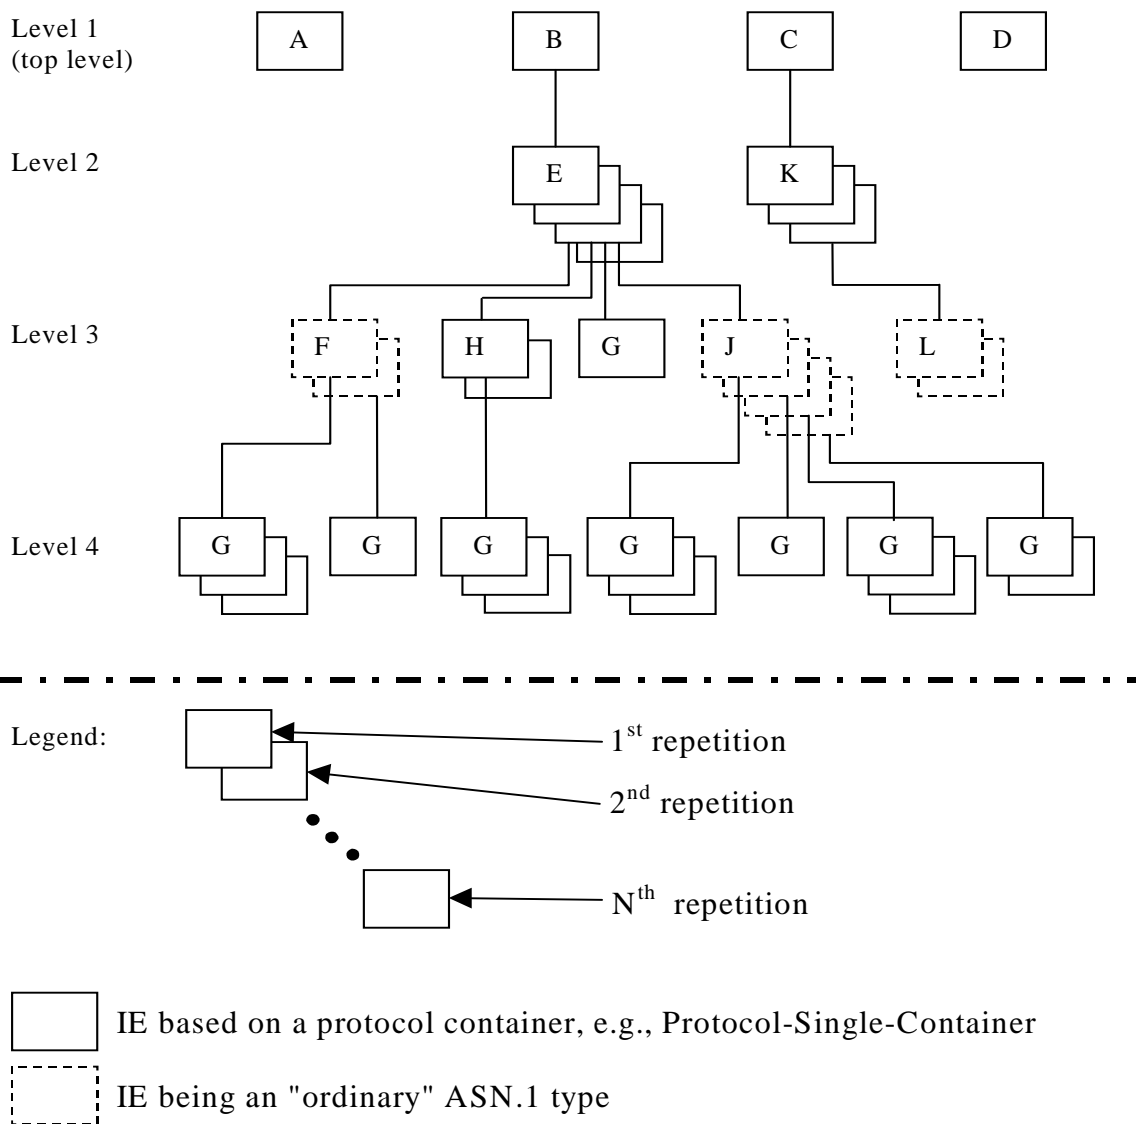 Level 1
(top level)
A B C D
Level 2
E K
Level 3
F H G J L
Level 4
G G G G G G G
Legend:
1st repetition
2nd repetition
Nth repetition
IE based on a protocol container, e.g., Protocol-Single-Container
IE being an "ordinary" ASN.1 type